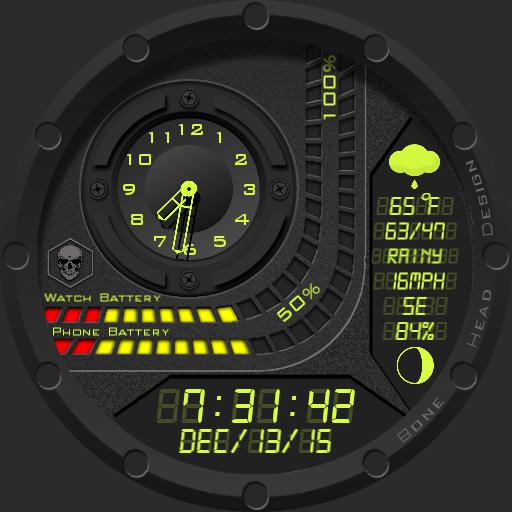 100%
12
11 1
10 2
9 3
8 4
7 5
6
65°F
63/47
RAINY
16MPH
SE
84%
50%
WATCH BATTERY
PHONE BATTERY
7:31:42
DEC/13/15
BONE HEAD DESIGN